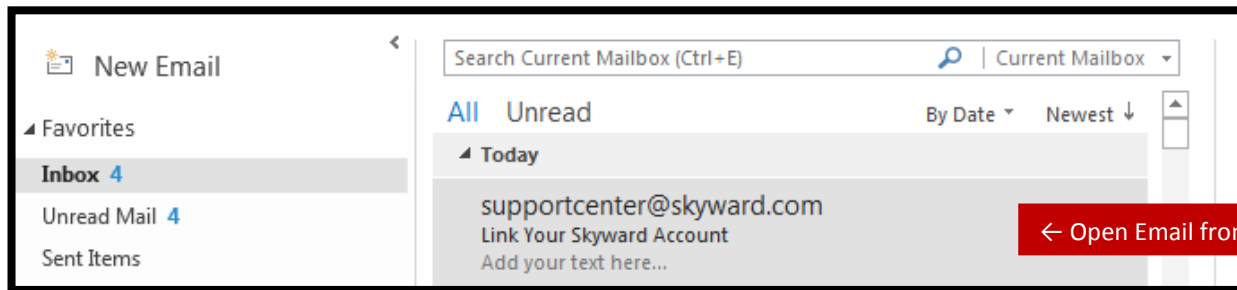 New Email
Favorites
Inbox 4
Unread Mail 4
Sent Items
Search Current Mailbox (Ctrl+E) Current Mailbox
All Unread By Date Newest ↓
Today
supportcenter@skyward.com
Link Your Skyward Account
Add your text here...
← Open Email